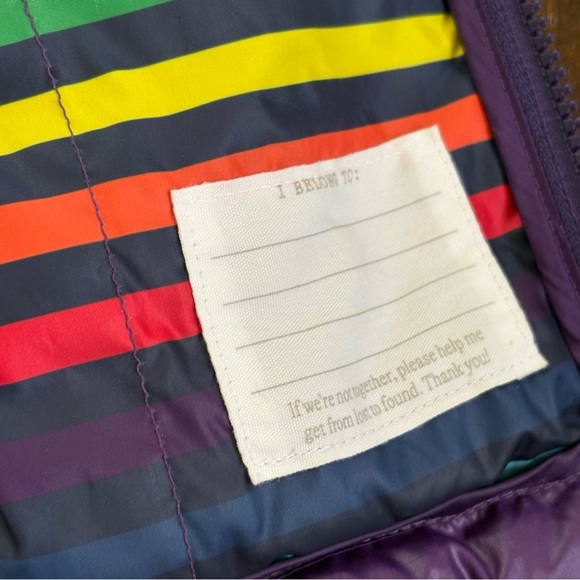 I BELONG TO:
If we're not together, please help me
get from lost to found. Thank you!